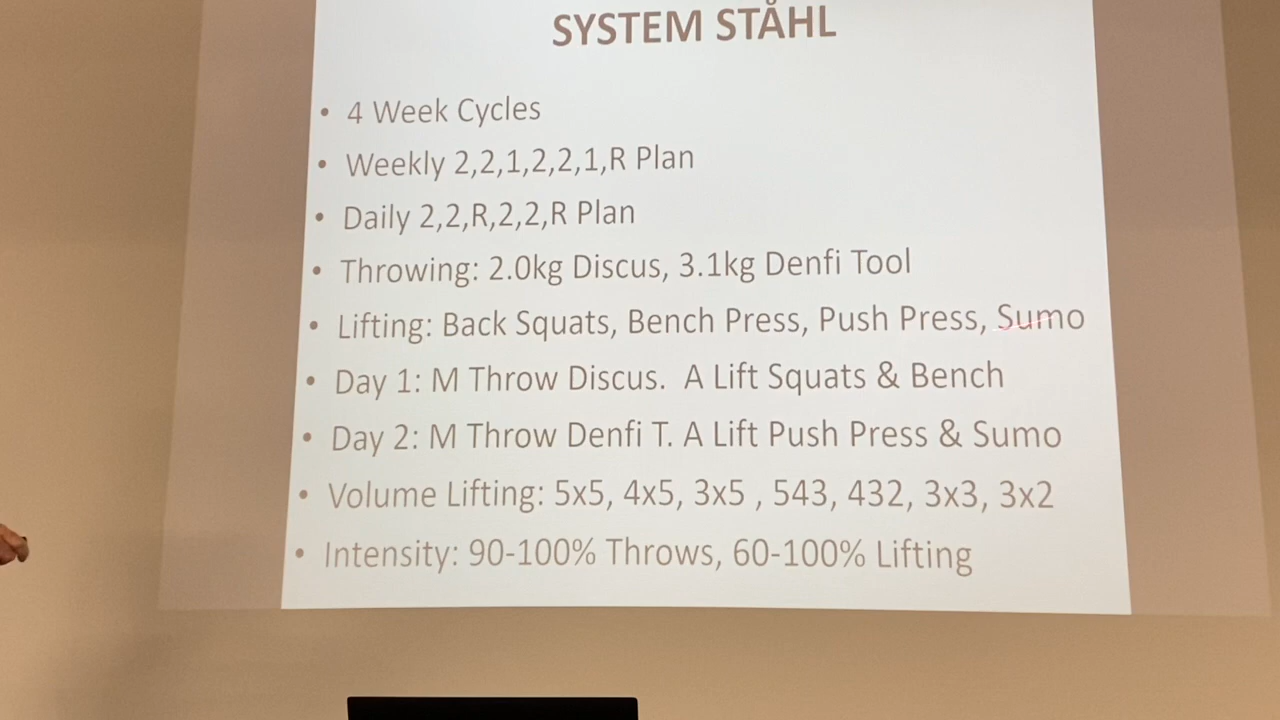 SYSTEM STÅHL
• 4 Week Cycles
• Weekly 2,2,1,2,2,1,R Plan
• Daily 2,2,R,2,2,R Plan
• Throwing: 2.0kg Discus, 3.1kg Denfi Tool
• Lifting: Back Squats, Bench Press, Push Press, Sumo
• Day 1: M Throw Discus.  A Lift Squats & Bench
• Day 2: M Throw Denfi T. A Lift Push Press & Sumo
• Volume Lifting: 5x5, 4x5, 3x5 , 543, 432, 3x3, 3x2
• Intensity: 90-100% Throws, 60-100% Lifting